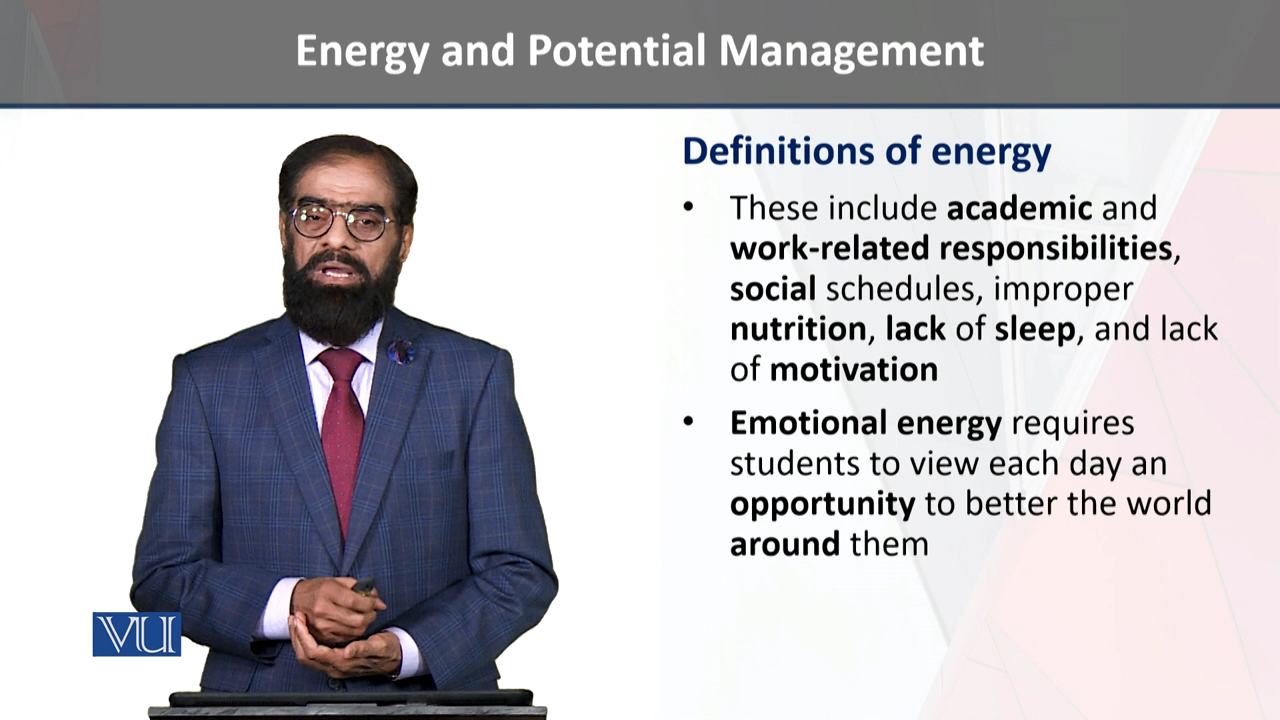 Energy and Potential Management
Definitions of energy
• These include academic and
work-related responsibilities,
social schedules, improper
nutrition, lack of sleep, and lack
of motivation
• Emotional energy requires
students to view each day an
opportunity to better the world
around them
VU